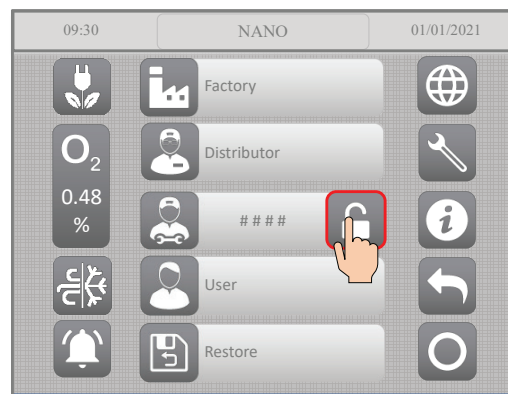 09:30 NANO 01/01/2021
Factory
O2
Distributor
0.48
%
####
i
User
Restore